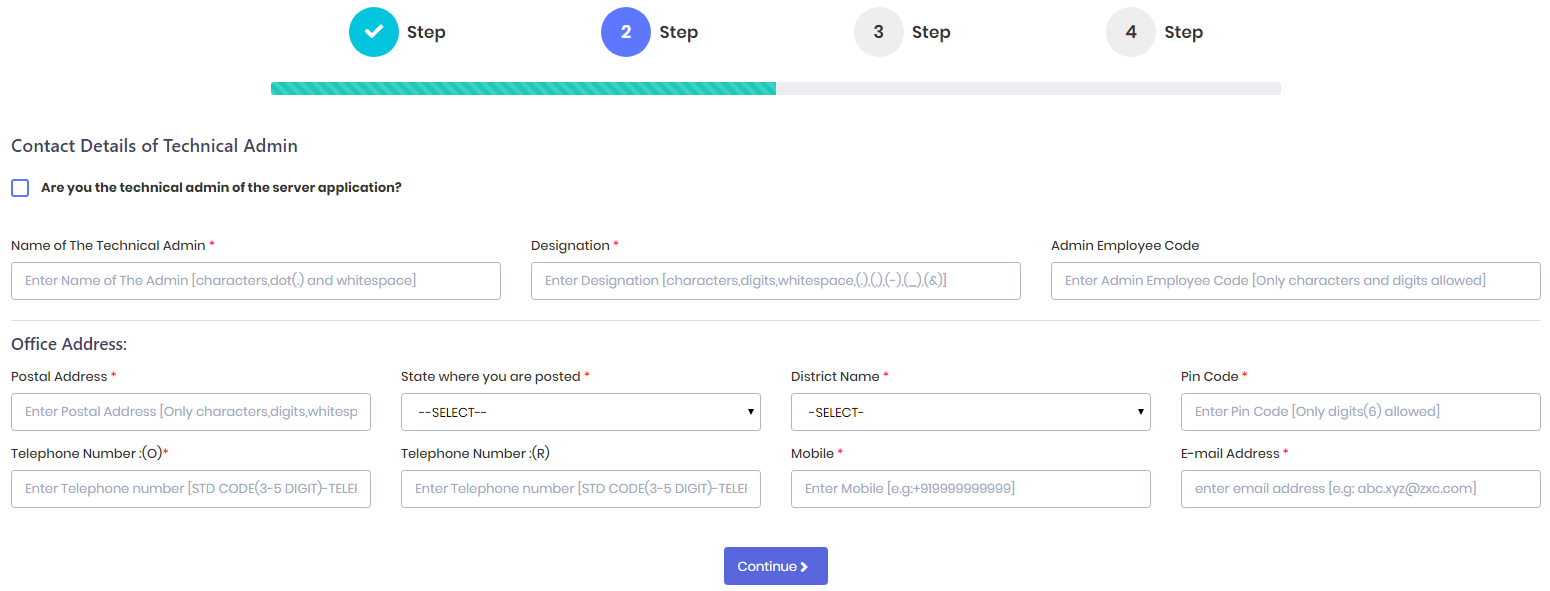 Step 2 Step 3 Step 4 Step
Contact Details of Technical Admin
Are you the technical admin of the server application?
Name of The Technical Admin * Designation * Admin Employee Code
Enter Name of The Admin [characters,dot(.) and whitespace] Enter Designation [characters,digits,whitespace,(.),(,),(-),(_),(&)] Enter Admin Employee Code [Only characters and digits allowed]
Office Address:
Postal Address * State where you are posted * District Name * Pin Code *
Enter Postal Address [Only characters,digits,whitesp --SELECT-- -SELECT- Enter Pin Code [Only digits(6) allowed]
Telephone Number :(O)* Telephone Number :(R) Mobile * E-mail Address *
Enter Telephone number [STD CODE(3-5 DIGIT)-TELEF Enter Telephone number [STD CODE(3-5 DIGIT)-TELEF Enter Mobile [e.g:+919999999999] enter email address [e.g: abc.xyz@zxc.com]
Continue